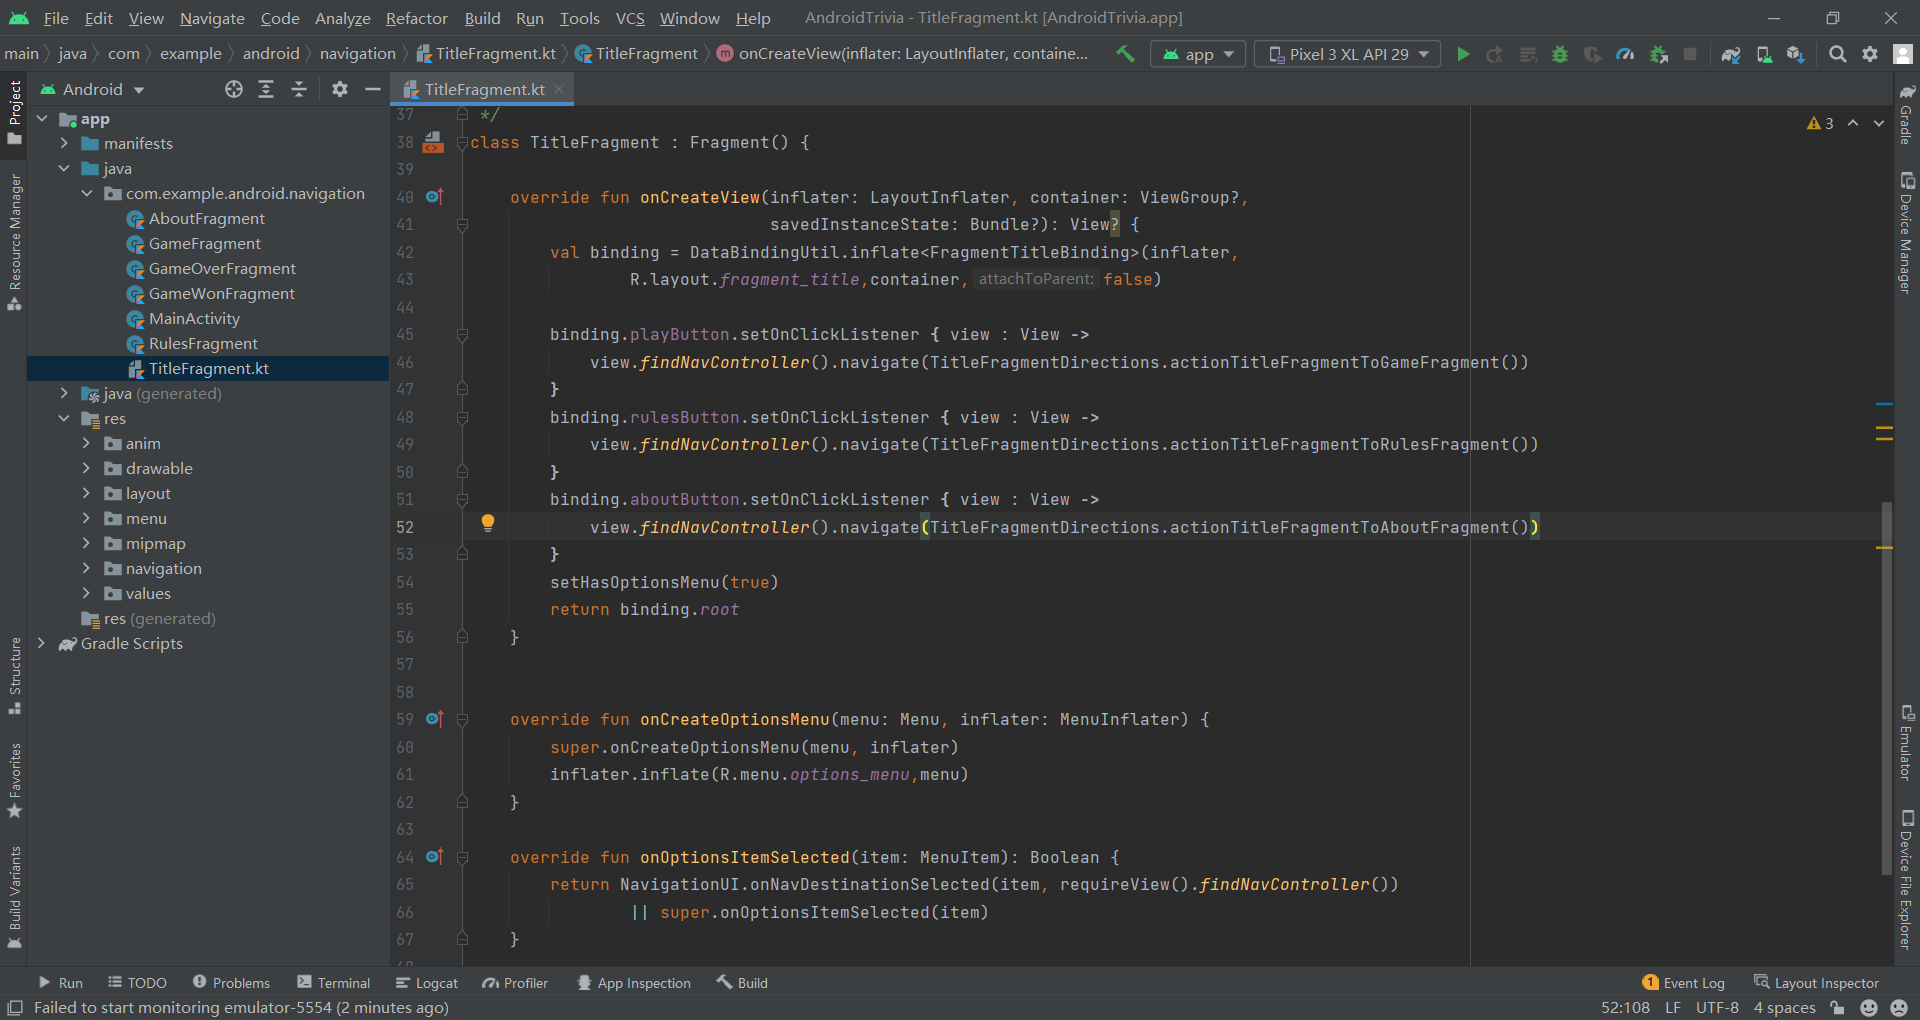 File Edit View Navigate Code Analyze Refactor Build Run Tools VCS Window Help AndroidTrivia - TitleFragment.kt [AndroidTrivia.app]
main java com example android navigation TitleFragment.kt TitleFragment onCreateView(inflater: LayoutInflater, containe... app Pixel 3 XL API 29
Project
Resource Manager
Structure
Favorites
Build Variants
Android
app
manifests
java
com.example.android.navigation
AboutFragment
GameFragment
GameOverFragment
GameWonFragment
MainActivity
RulesFragment
TitleFragment.kt
java (generated)
res
anim
drawable
layout
menu
mipmap
navigation
values
res (generated)
Gradle Scripts
TitleFragment.kt
3
37 */
38 class TitleFragment : Fragment() {
39
40 override fun onCreateView(inflater: LayoutInflater, container: ViewGroup?,
41 savedInstanceState: Bundle?): View? {
42 val binding = DataBindingUtil.inflate<FragmentTitleBinding>(inflater,
43 R.layout.fragment_title,container, attachToParent: false)
44
45 binding.playButton.setOnClickListener { view : View ->
46 view.findNavController().navigate(TitleFragmentDirections.actionTitleFragmentToGameFragment())
47 }
48 binding.rulesButton.setOnClickListener { view : View ->
49 view.findNavController().navigate(TitleFragmentDirections.actionTitleFragmentToRulesFragment())
50 }
51 binding.aboutButton.setOnClickListener { view : View ->
52 view.findNavController().navigate(TitleFragmentDirections.actionTitleFragmentToAboutFragment())
53 }
54 setHasOptionsMenu(true)
55 return binding.root
56 }
57
58
59 override fun onCreateOptionsMenu(menu: Menu, inflater: MenuInflater) {
60 super.onCreateOptionsMenu(menu, inflater)
61 inflater.inflate(R.menu.options_menu,menu)
62 }
63
64 override fun onOptionsItemSelected(item: MenuItem): Boolean {
65 return NavigationUI.onNavDestinationSelected(item, requireView().findNavController())
66 || super.onOptionsItemSelected(item)
67 }
Gradle
Device Manager
Emulator
Device File Explorer
Run TODO Problems Terminal Logcat Profiler App Inspection Build 1 Event Log Layout Inspector
Failed to start monitoring emulator-5554 (2 minutes ago) 52:108 LF UTF-8 4 spaces